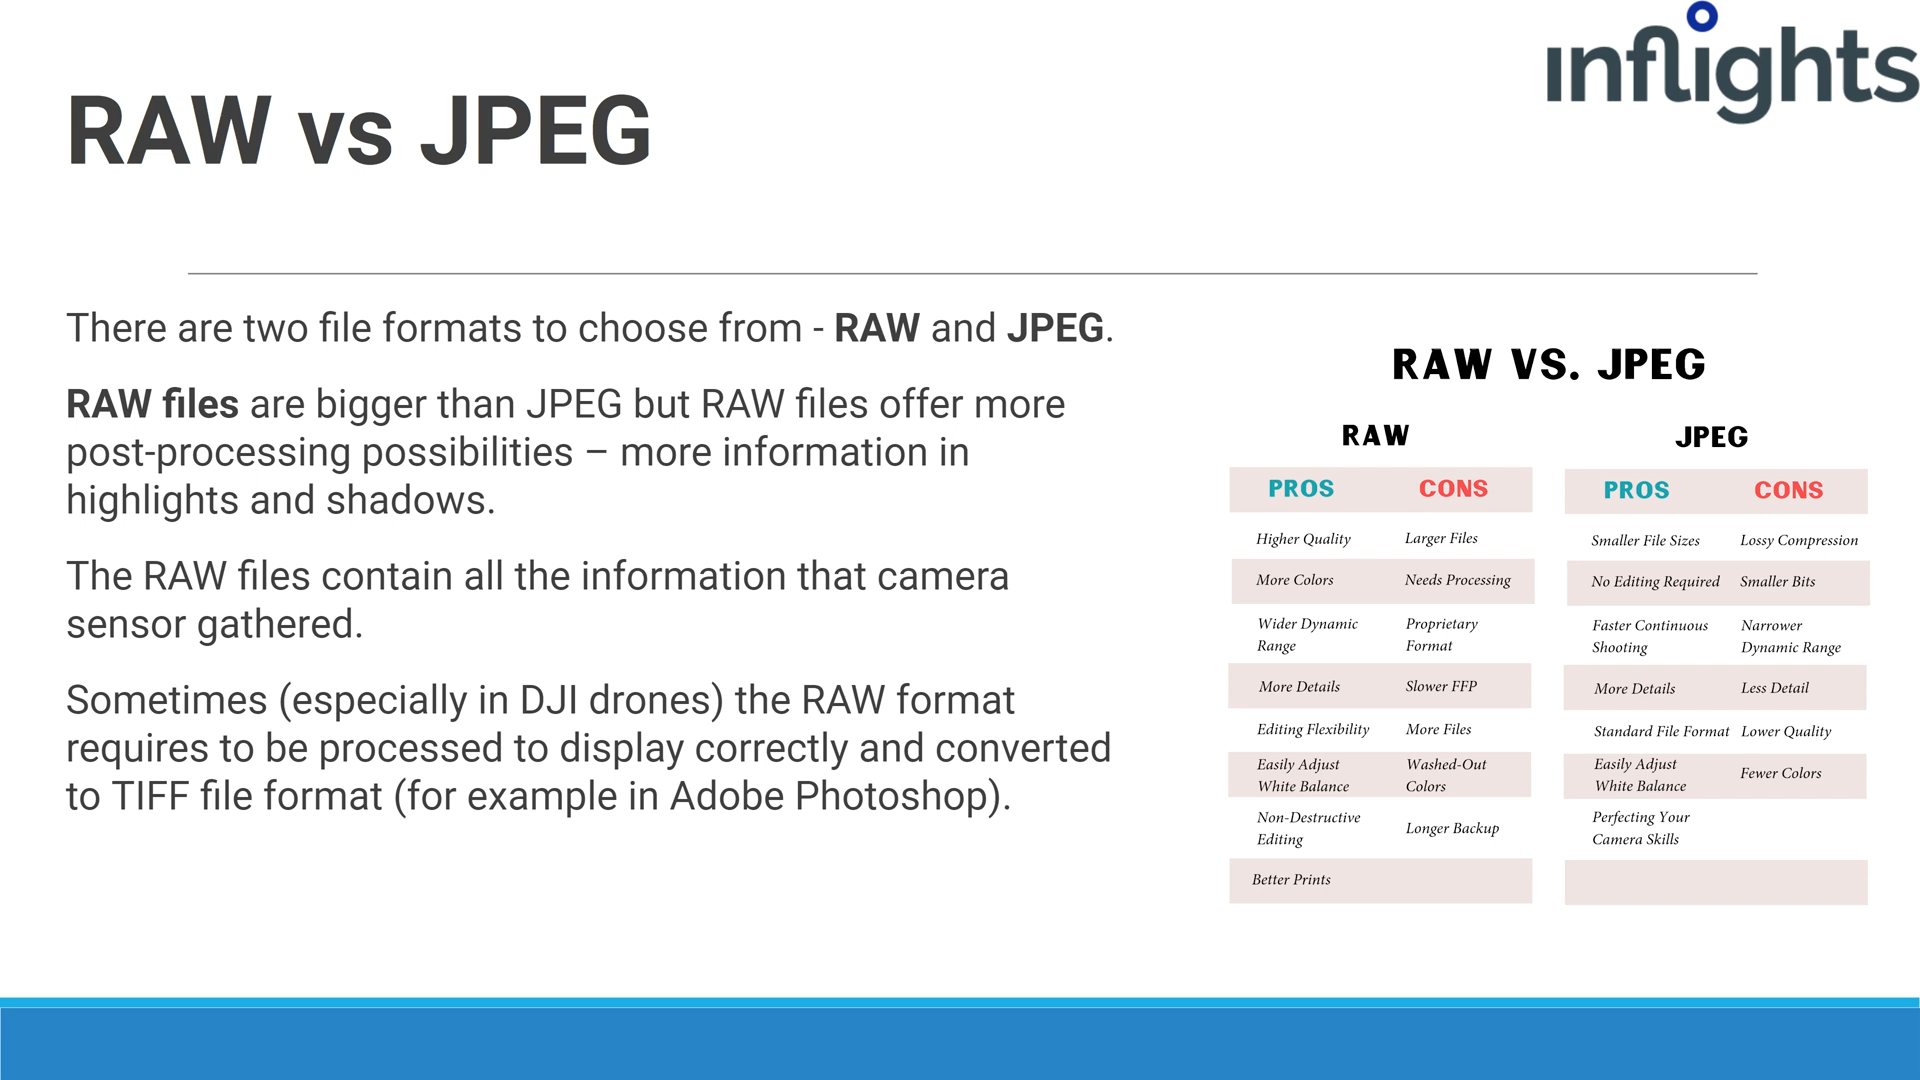 inflights
RAW vs JPEG
There are two file formats to choose from - RAW and JPEG.
RAW files are bigger than JPEG but RAW files offer more
post-processing possibilities – more information in
highlights and shadows.
The RAW files contain all the information that camera
sensor gathered.
Sometimes (especially in DJI drones) the RAW format
requires to be processed to display correctly and converted
to TIFF file format (for example in Adobe Photoshop).
RAW VS. JPEG
RAW
PROS CONS
Higher Quality Larger Files
More Colors Needs Processing
Wider Dynamic Proprietary
Range Format
More Details Slower FFP
Editing Flexibility More Files
Easily Adjust Washed-Out
White Balance Colors
Non-Destructive
Editing
Longer Backup
Better Prints
JPEG
PROS CONS
Smaller File Sizes Lossy Compression
No Editing Required Smaller Bits
Faster Continuous Narrower
Shooting Dynamic Range
More Details Less Detail
Standard File Format Lower Quality
Easily Adjust
White Balance
Fewer Colors
Perfecting Your
Camera Skills